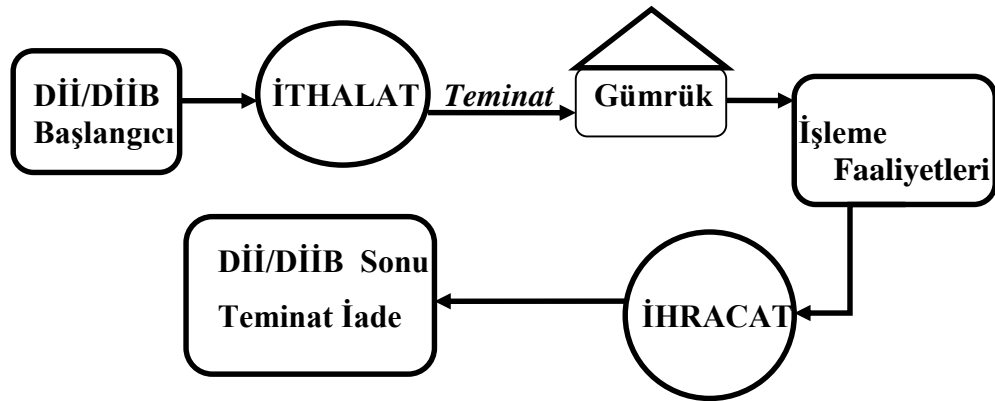 Dİİ/DİİB
Başlangıcı
İTHALAT
Teminat
Gümrük
İşleme
Faaliyetleri
Dİİ/DİİB Sonu
Teminat İade
İHRACAT